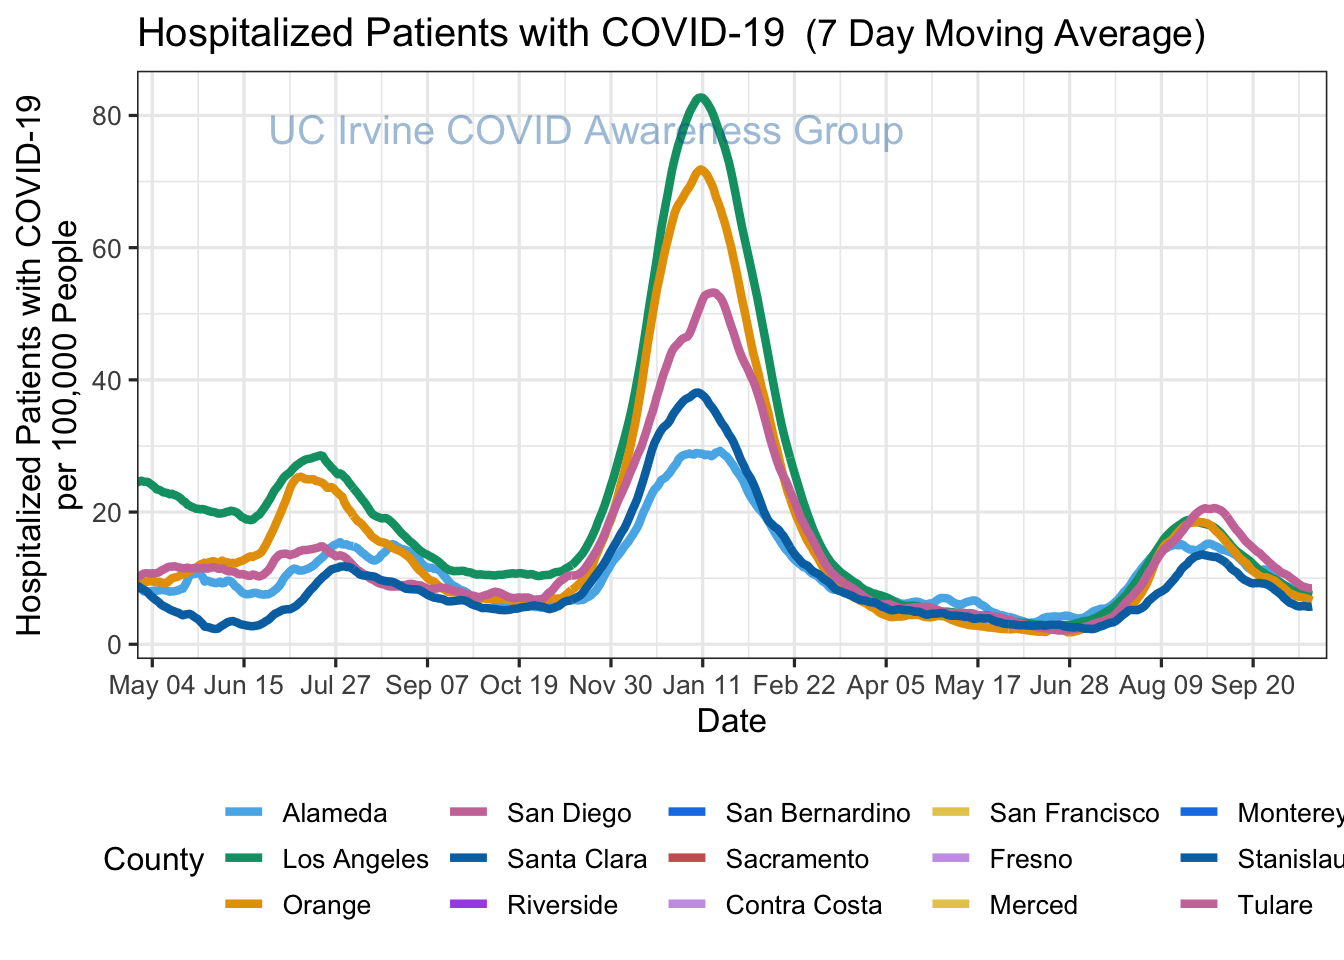 Hospitalized Patients with COVID-19 (7 Day Moving Average)
Hospitalized Patients with COVID-19
per 100,000 People
80
60
40
20
0
UC Irvine COVID Awareness Group
May 04 Jun 15 Jul 27 Sep 07 Oct 19 Nov 30 Jan 11 Feb 22 Apr 05 May 17 Jun 28 Aug 09 Sep 20
Date
County
Alameda San Diego San Bernardino San Francisco Monterey
Los Angeles Santa Clara Sacramento Fresno Stanislau
Orange Riverside Contra Costa Merced Tulare